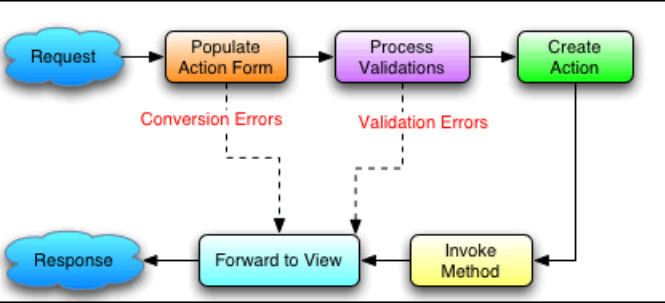 Request
Populate
Action Form
Process
Validations
Create
Action
Conversion Errors
Validation Errors
Response
Forward to View
Invoke
Method